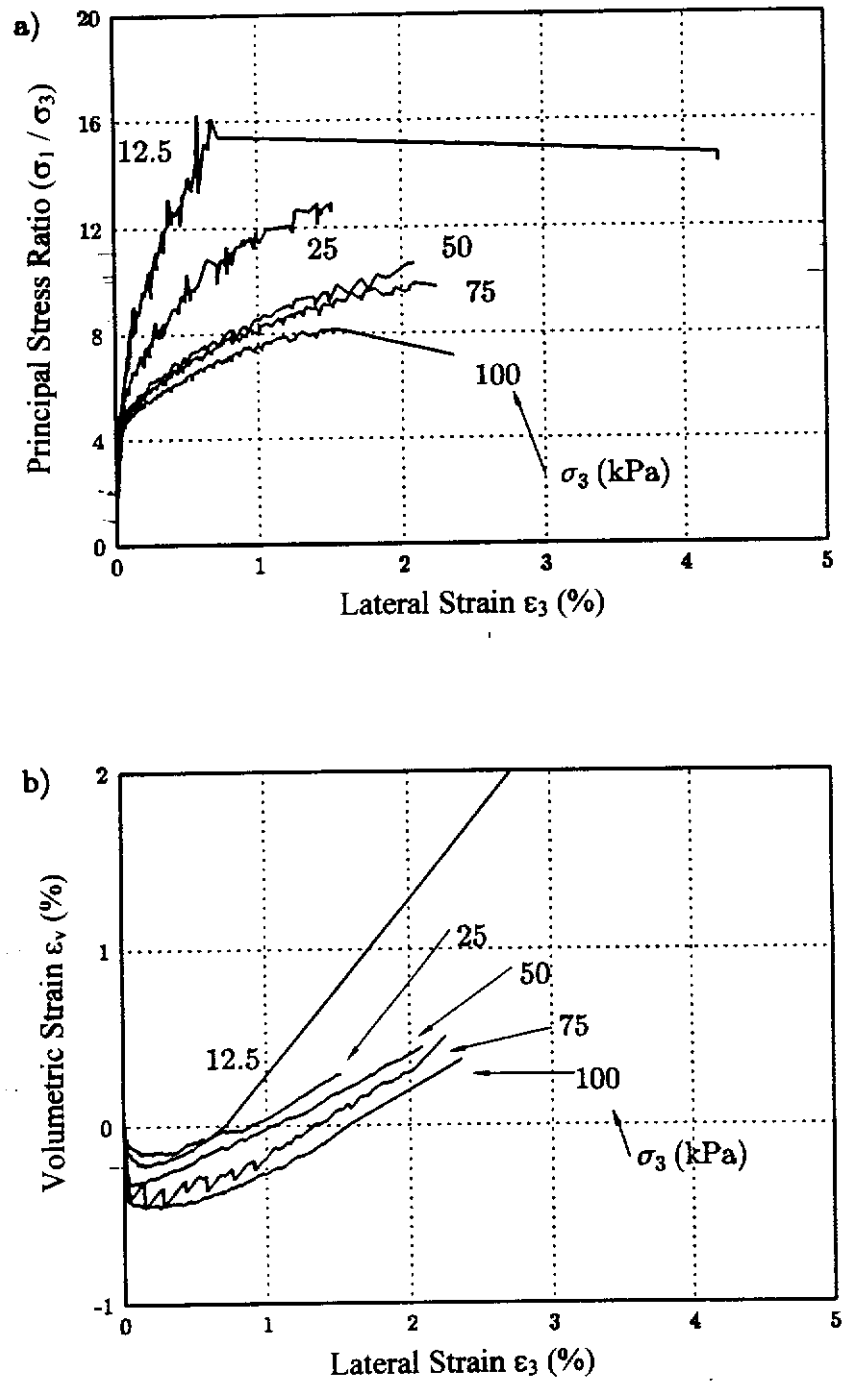 a)
20
16
12
8
4
0
Principal Stress Ratio (σ₁ / σ₃)
12.5
25
50
75
100
σ₃ (kPa)
0 1 2 3 4 5
Lateral Strain ε₃ (%)
b)
2
1
0
-1
Volumetric Strain εᵥ (%)
25
50
12.5
75
100
σ₃ (kPa)
0 1 2 3 4 5
Lateral Strain ε₃ (%)